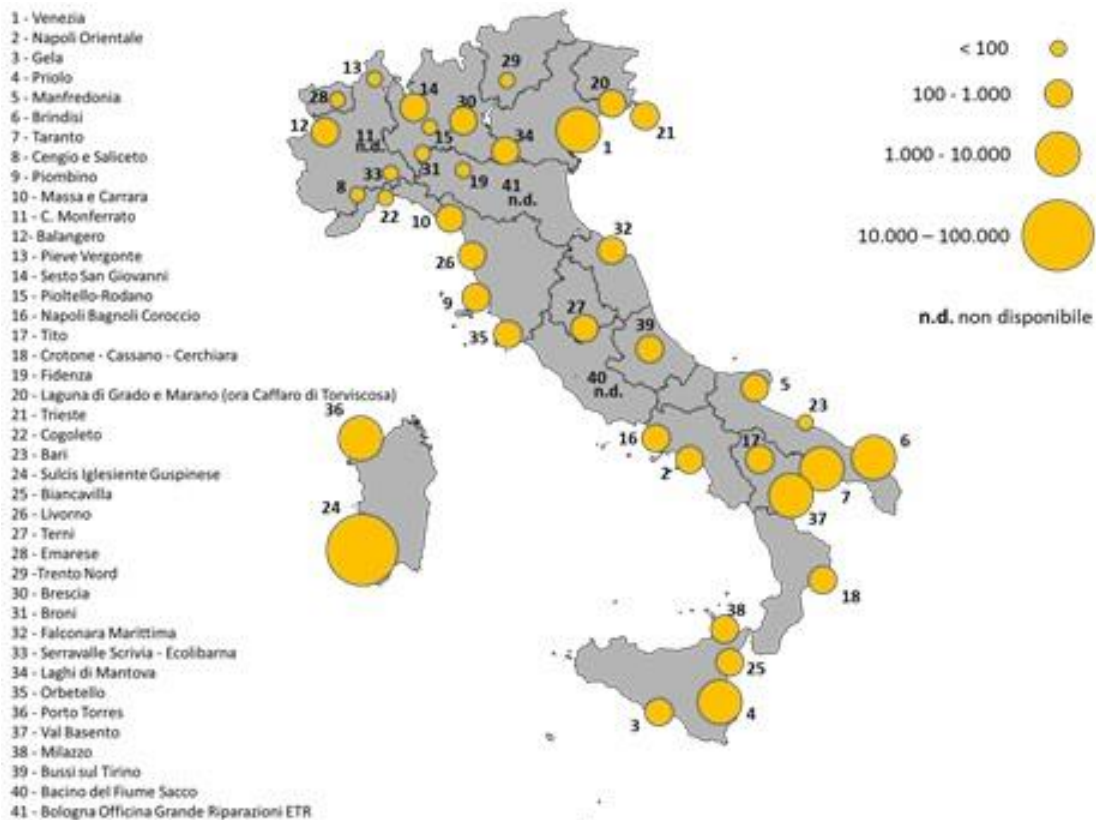 1 - Venezia
2 - Napoli Orientale
3 - Gela
4 - Priolo
5 - Manfredonia
6 - Brindisi
7 - Taranto
8 - Cengio e Saliceto
9 - Piombino
10 - Massa e Carrara
11 - C. Monferrato
12- Balangero
13 - Pieve Vergonte
14 - Sesto San Giovanni
15 - Pioltello-Rodano
16 - Napoli Bagnoli Coroccio
17 - Tito
18 - Crotone - Cassano - Cerchiara
19 - Fidenza
20 - Laguna di Grado e Marano (ora Caffaro di Torviscosa)
21 - Trieste
22 - Cogoleto
23 - Bari
24 - Sulcis Iglesiente Guspinese
25 - Biancavilla
26 - Livorno
27 - Terni
28 - Emarese
29 -Trento Nord
30 - Brescia
31 - Broni
32 - Falconara Marittima
33 - Serravalle Scrivia - Ecolibarna
34 - Laghi di Mantova
35 - Orbetello
36 - Porto Torres
37 - Val Basento
38 - Milazzo
39 - Bussi sul Tirino
40 - Bacino del Fiume Sacco
41 - Bologna Officina Grande Riparazioni ETR
13
29
28
14
30
20
12
11
n.d.
15
34
1
21
33
31
19
41
n.d.
8
22
10
32
26
9
27
39
35
40
n.d.
5
36
23
16
17
6
2
7
24
37
18
38
25
3
4
< 100
100 - 1.000
1.000 - 10.000
10.000 – 100.000
n.d. non disponibile